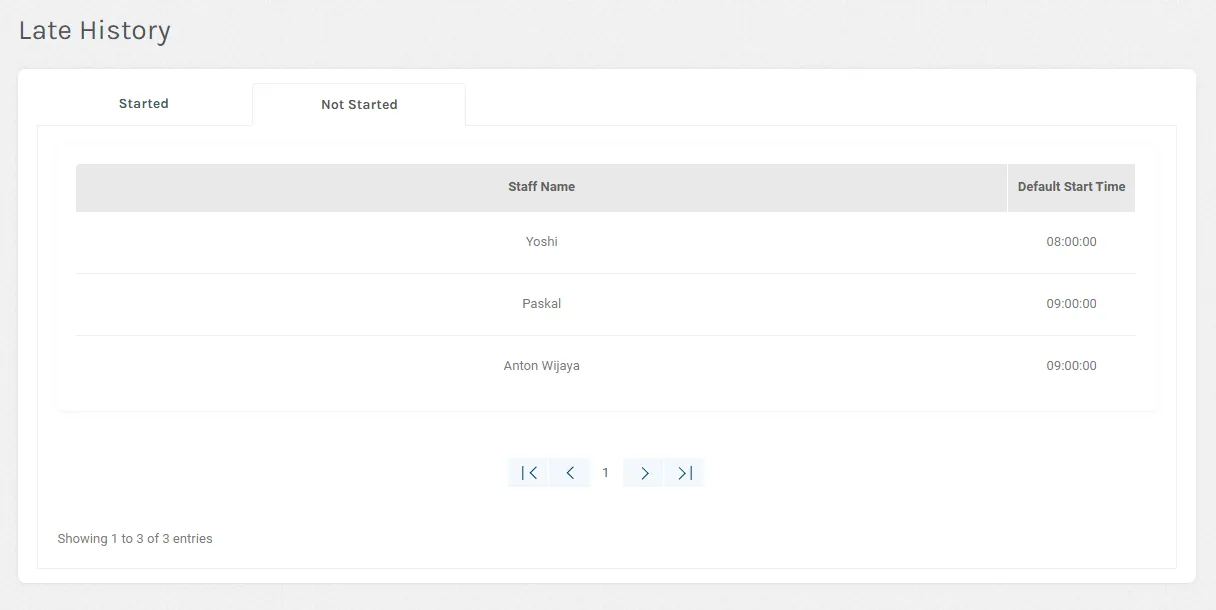 Late History
Started Not Started
Staff Name Default Start Time
Yoshi 08:00:00
Paskal 09:00:00
Anton Wijaya 09:00:00
1
Showing 1 to 3 of 3 entries